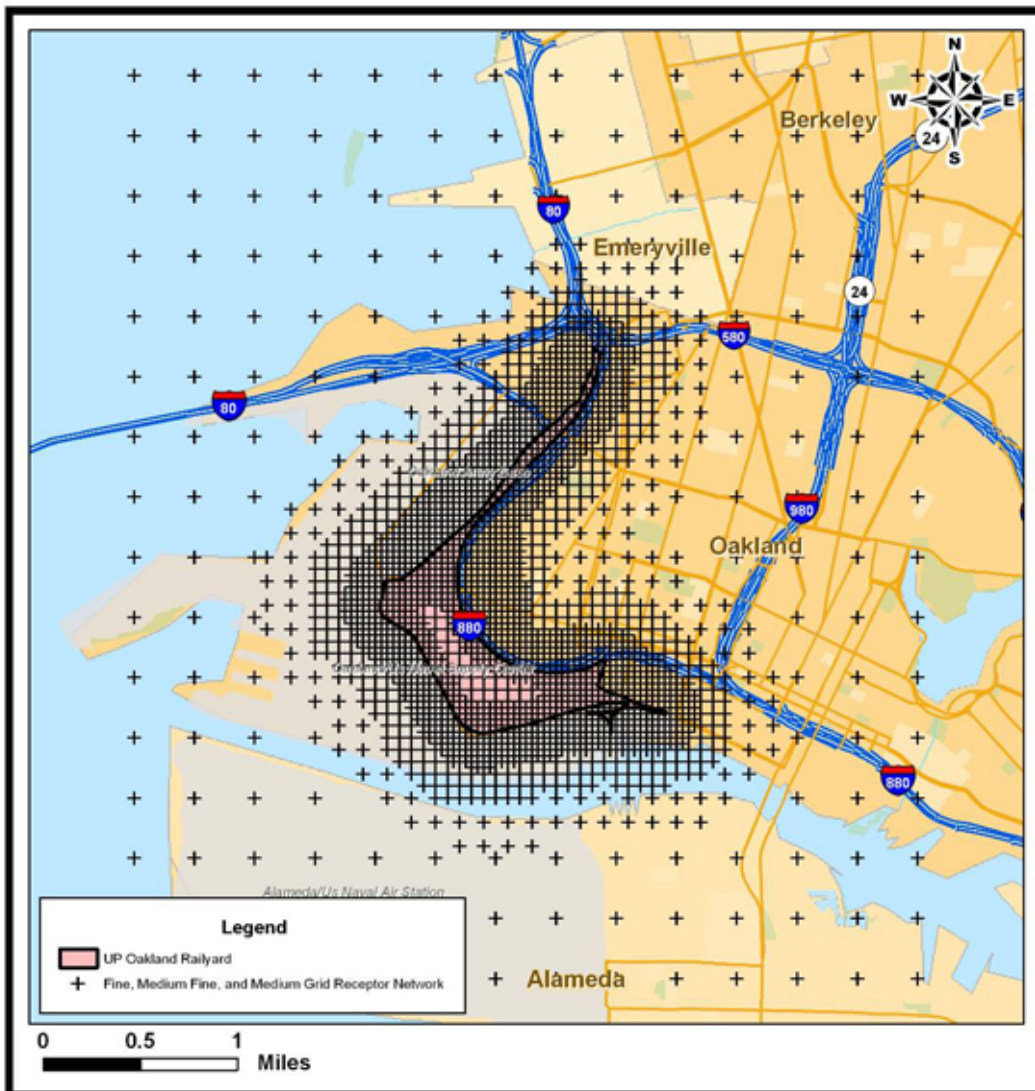 N
W E
S
Berkeley
24
80
Emeryville
24
580
80
980
Oakland
880
880
Alameda/Us Naval Air Station
Legend
UP Oakland Railyard
Fine, Medium Fine, and Medium Grid Receptor Network
Alameda
0 0.5 1
Miles